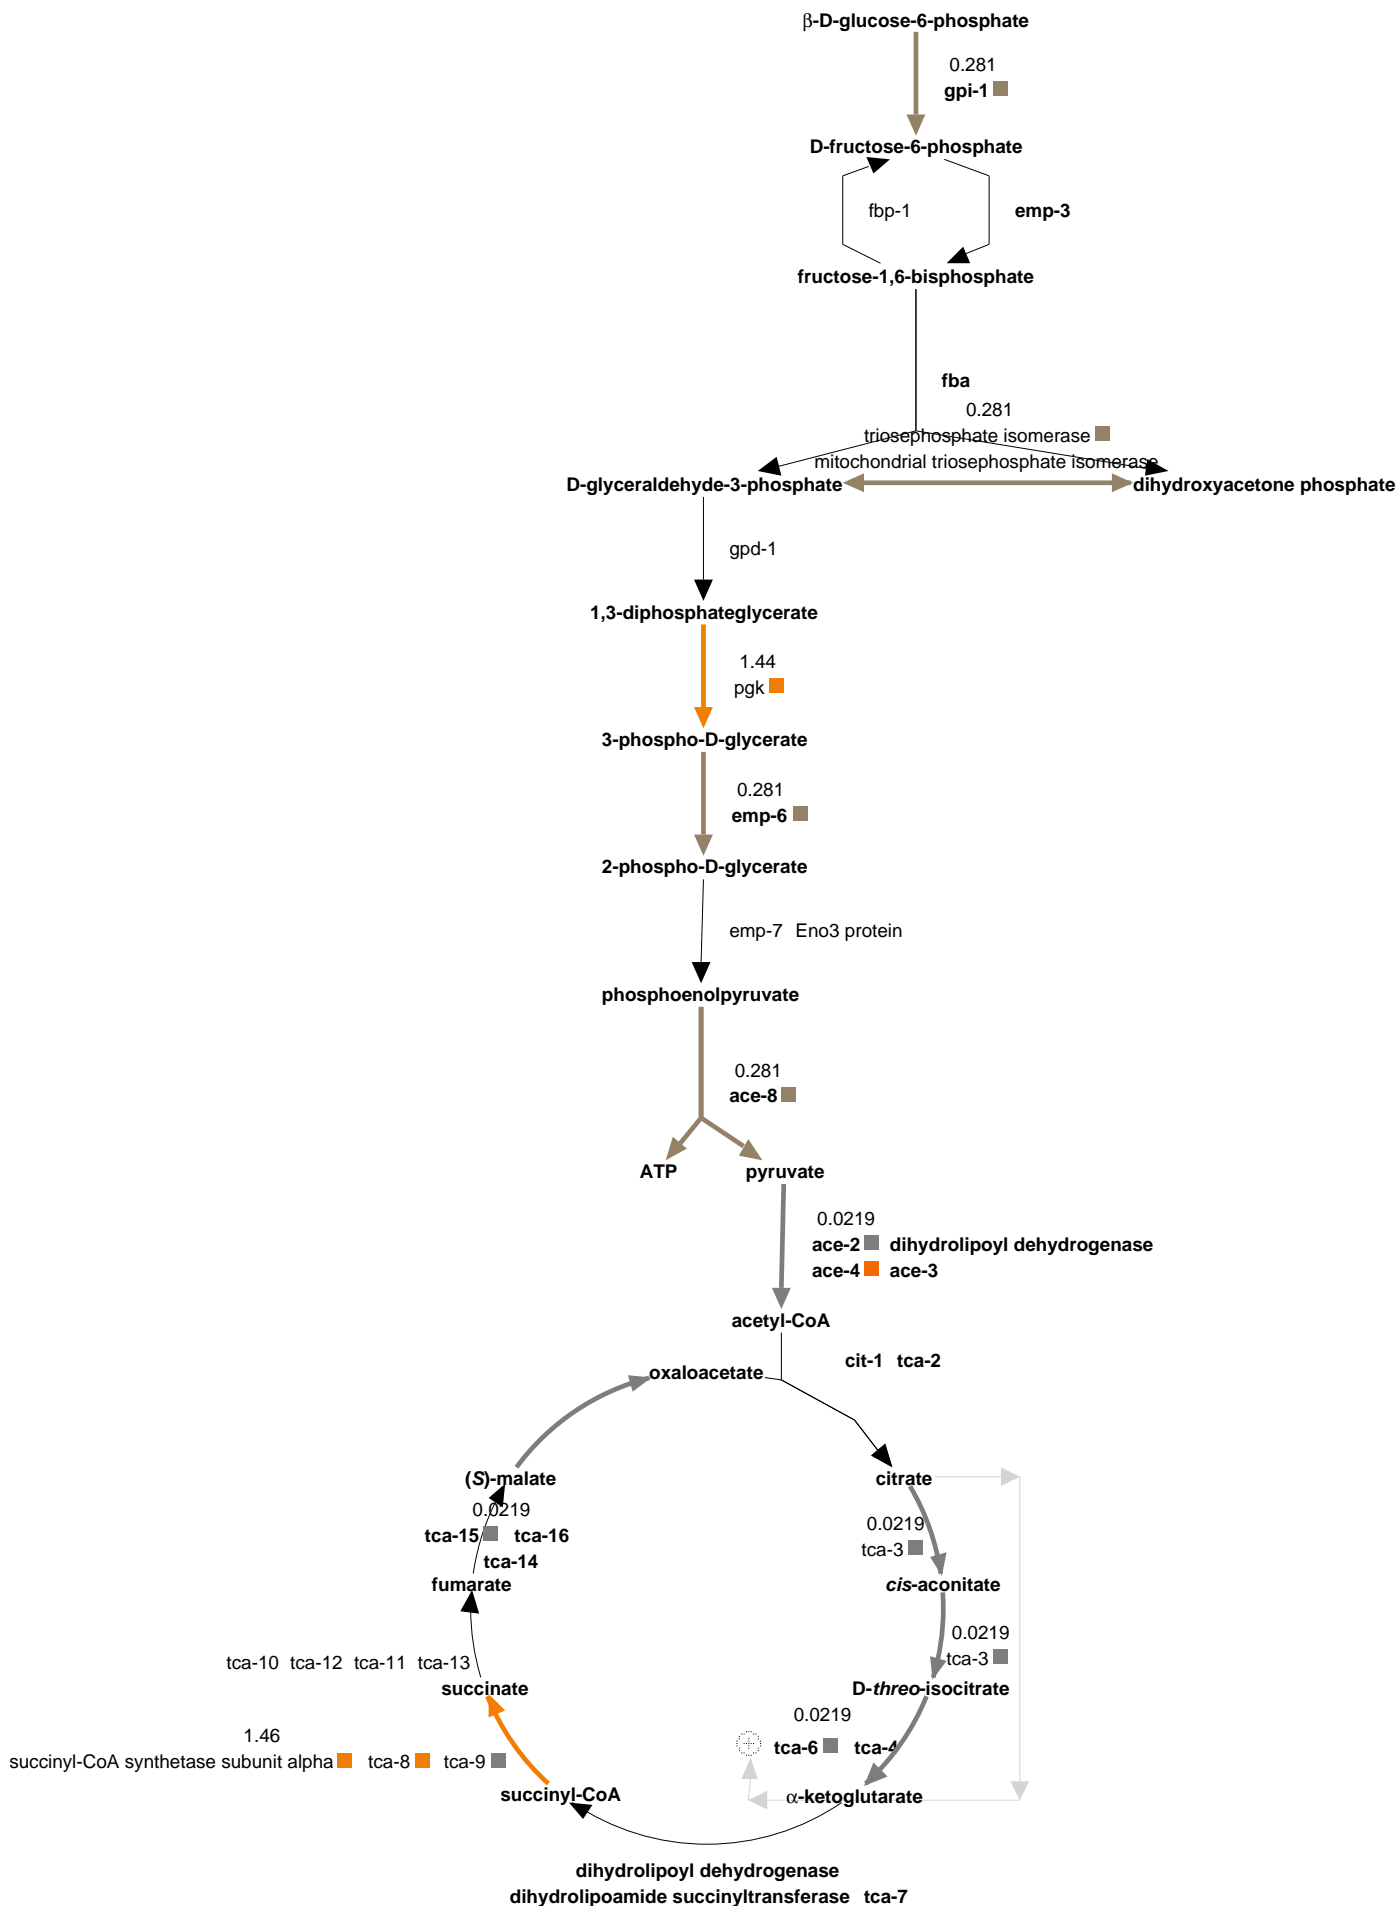 β-D-glucose-6-phosphate
0.281
gpi-1
D-fructose-6-phosphate
fbp-1
emp-3
fructose-1,6-bisphosphate
fba
0.281
triosephosphate isomerase
mitochondrial triosephosphate isomerase
D-glyceraldehyde-3-phosphate
dihydroxyacetone phosphate
gpd-1
1,3-diphosphateglycerate
1.44
pgk
3-phospho-D-glycerate
0.281
emp-6
2-phospho-D-glycerate
emp-7 Eno3 protein
phosphoenolpyruvate
0.281
ace-8
ATP
pyruvate
0.0219
ace-2 dihydrolipoyl dehydrogenase
ace-4 ace-3
acetyl-CoA
cit-1 tca-2
oxaloacetate
(S)-malate
citrate
0.0219
tca-15 tca-16
tca-14
0.0219
tca-3
fumarate
cis-aconitate
0.0219
tca-3
tca-10 tca-12 tca-11 tca-13
succinate
D-threo-isocitrate
0.0219
tca-6 tca-4
1.46
succinyl-CoA synthetase subunit alpha tca-8 tca-9
succinyl-CoA
α-ketoglutarate
dihydrolipoyl dehydrogenase
dihydrolipoamide succinyltransferase tca-7